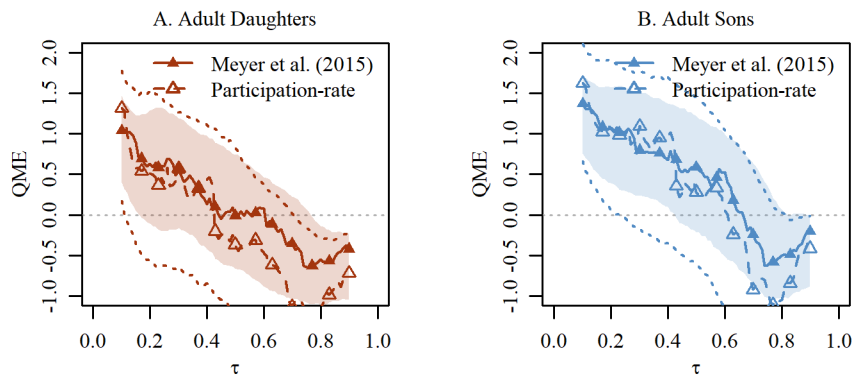 A. Adult Daughters
Meyer et al. (2015)
Participation-rate
QME
2.0
1.5
1.0
0.5
0.0
-0.5
-1.0
0.0 0.2 0.4 0.6 0.8 1.0
τ
B. Adult Sons
Meyer et al. (2015)
Participation-rate
QME
2.0
1.5
1.0
0.5
0.0
-0.5
-1.0
0.0 0.2 0.4 0.6 0.8 1.0
τ